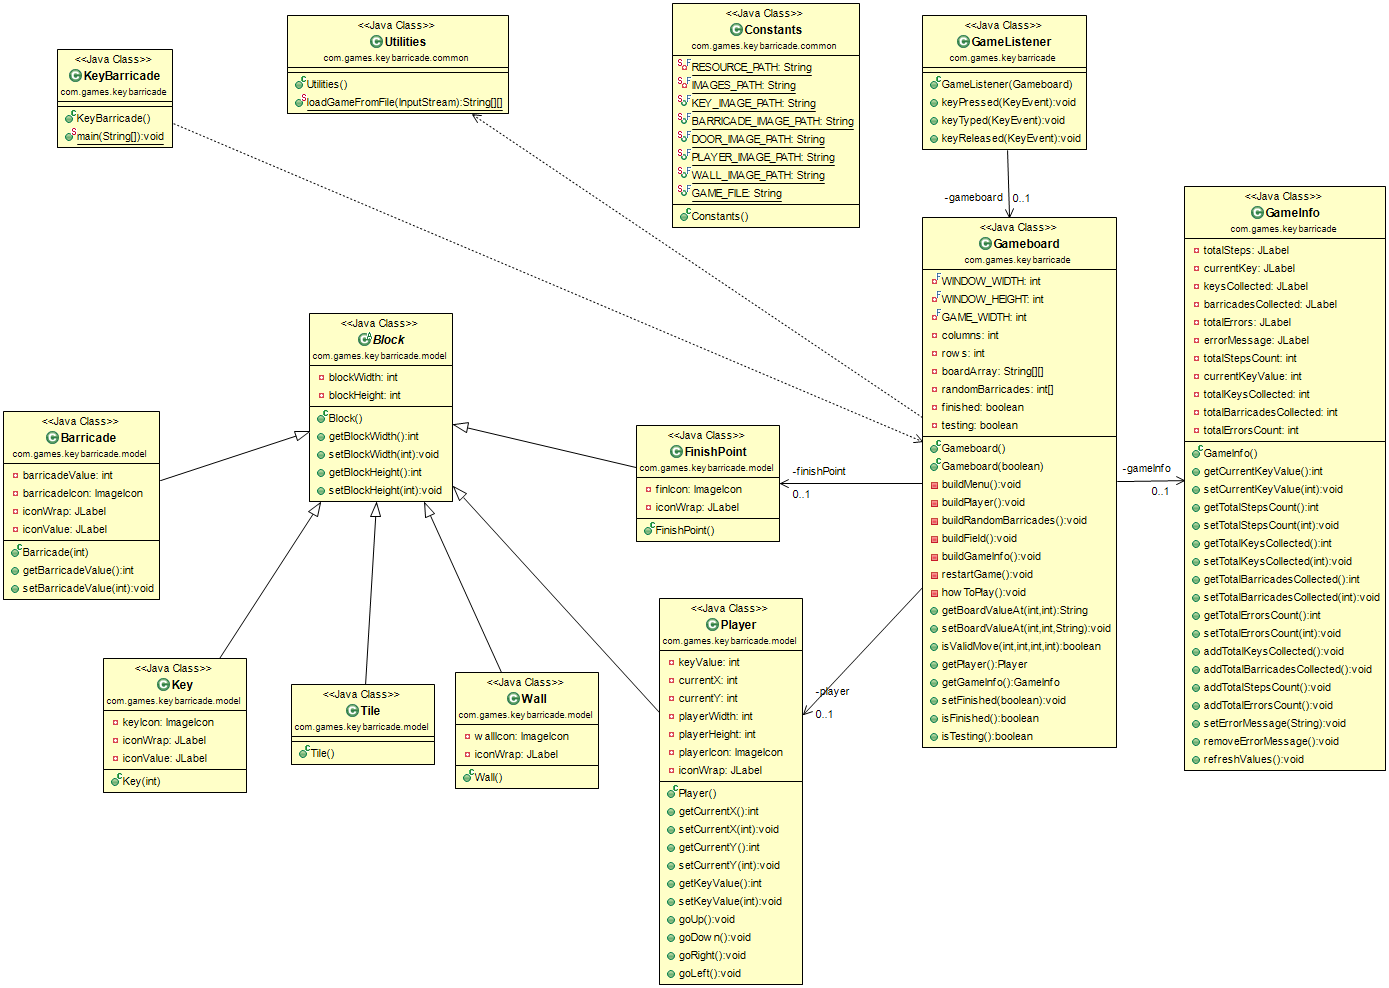 <<Java Class>>
KeyBarricade
com.games.keybarricade
KeyBarricade()
main(String[]):void
<<Java Class>>
Utilities
com.games.keybarricade.common
Utilities()
loadGameFromFile(InputStream):String[][]
<<Java Class>>
Constants
com.games.keybarricade.common
RESOURCE_PATH: String
IMAGES_PATH: String
KEY_IMAGE_PATH: String
BARRICADE_IMAGE_PATH: String
DOOR_IMAGE_PATH: String
PLAYER_IMAGE_PATH: String
WALL_IMAGE_PATH: String
GAME_FILE: String
Constants()
<<Java Class>>
GameListener
com.games.keybarricade
GameListener(Gameboard)
keyPressed(KeyEvent):void
keyTyped(KeyEvent):void
keyReleased(KeyEvent):void
-gameboard
0..1
<<Java Class>>
Gameboard
com.games.keybarricade
WINDOW_WIDTH: int
WINDOW_HEIGHT: int
GAME_WIDTH: int
columns: int
rows: int
boardArray: String[][]
randomBarricades: int[]
finished: boolean
testing: boolean
Gameboard()
Gameboard(boolean)
buildMenu():void
buildPlayer():void
buildRandomBarricades():void
buildField():void
buildGameInfo():void
restartGame():void
howToPlay():void
getBoardValueAt(int,int):String
setBoardValueAt(int,int,String):void
isValidMove(int,int,int,int):boolean
getPlayer():Player
getGameInfo():GameInfo
setFinished(boolean):void
isFinished():boolean
isTesting():boolean
-gameInfo
0..1
<<Java Class>>
GameInfo
com.games.keybarricade
totalSteps: JLabel
currentKey: JLabel
keysCollected: JLabel
barricadesCollected: JLabel
totalErrors: JLabel
errorMessage: JLabel
totalStepsCount: int
currentKeyValue: int
totalKeysCollected: int
totalBarricadesCollected: int
totalErrorsCount: int
GameInfo()
getCurrentKeyValue():int
setCurrentKeyValue(int):void
getTotalStepsCount():int
setTotalStepsCount(int):void
getTotalKeysCollected():int
setTotalKeysCollected(int):void
getTotalBarricadesCollected():int
setTotalBarricadesCollected(int):void
getTotalErrorsCount():int
setTotalErrorsCount(int):void
addTotalKeysCollected():void
addTotalBarricadesCollected():void
addTotalStepsCount():void
addTotalErrorsCount():void
setErrorMessage(String):void
removeErrorMessage():void
refreshValues():void
<<Java Class>>
Block
com.games.keybarricade.model
blockWidth: int
blockHeight: int
Block()
getBlockWidth():int
setBlockWidth(int):void
getBlockHeight():int
setBlockHeight(int):void
<<Java Class>>
Barricade
com.games.keybarricade.model
barricadeValue: int
barricadeIcon: ImageIcon
iconWrap: JLabel
iconValue: JLabel
Barricade(int)
getBarricadeValue():int
setBarricadeValue(int):void
<<Java Class>>
FinishPoint
com.games.keybarricade.model
finIcon: ImageIcon
iconWrap: JLabel
FinishPoint()
-finishPoint
0..1
<<Java Class>>
Key
com.games.keybarricade.model
keyIcon: ImageIcon
iconWrap: JLabel
iconValue: JLabel
Key(int)
<<Java Class>>
Tile
com.games.keybarricade.model
Tile()
<<Java Class>>
Wall
com.games.keybarricade.model
wallIcon: ImageIcon
iconWrap: JLabel
Wall()
<<Java Class>>
Player
com.games.keybarricade.model
keyValue: int
currentX: int
currentY: int
playerWidth: int
playerHeight: int
playerIcon: ImageIcon
iconWrap: JLabel
Player()
getCurrentX():int
setCurrentX(int):void
getCurrentY():int
setCurrentY(int):void
getKeyValue():int
setKeyValue(int):void
goUp():void
goDown():void
goRight():void
goLeft():void
-player
0..1